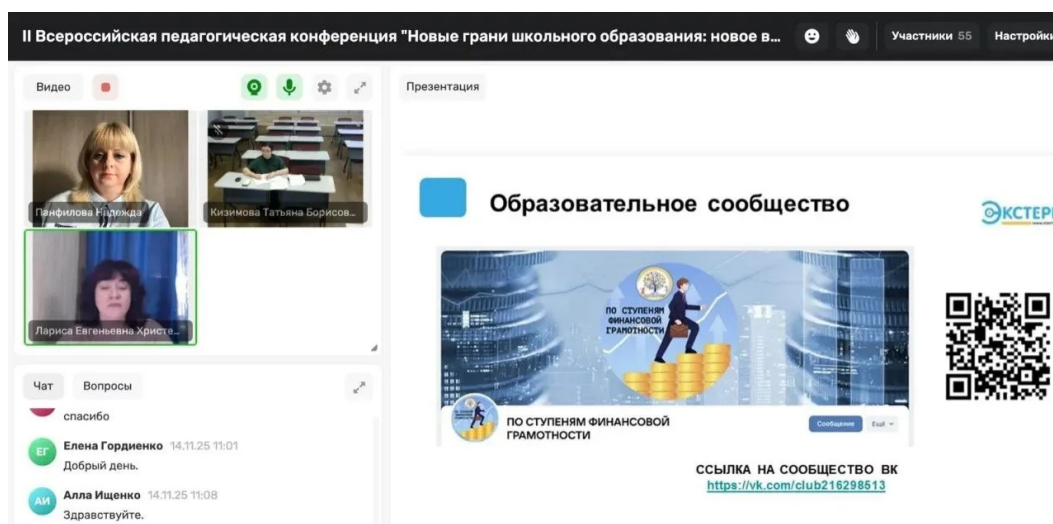 II Всероссийская педагогическая конференция "Новые грани школьного образования: новое в...
Участники 55
Настройки
Видео
Панфилова Надежда
Кизимова Татьяна Борисов...
Лариса Евгеньевна Христе...
Чат
Вопросы
спасибо
ЕГ
Елена Гордиенко 14.11.25 11:01
Добрый день.
АИ
Алла Ищенко 14.11.25 11:08
Здравствуйте.
Презентация
Образовательное сообщество
ЭКСТЕРН
ПО СТУПЕНЯМ
ФИНАНСОВОЙ
ГРАМОТНОСТИ
ПО СТУПЕНЯМ ФИНАНСОВОЙ
ГРАМОТНОСТИ
Сообщение
Ещё
ССЫЛКА НА СООБЩЕСТВО ВК
https://vk.com/club216298513